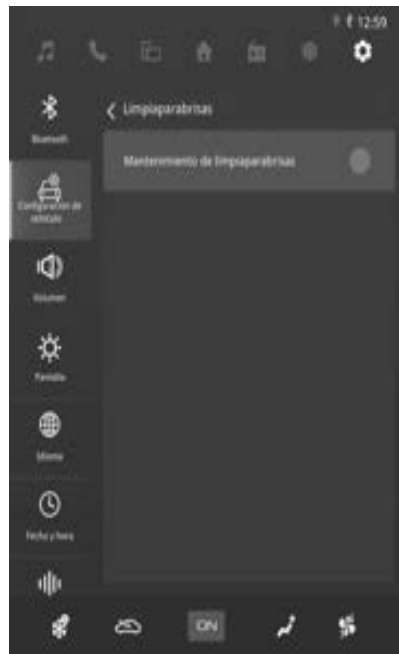 12:59
Limpiaparabrisas
Bluetooth
Mantenimiento de limpiaparabrisas
Configuración de
vehículo
Volumen
Pantalla
Idioma
Fecha y hora
ON